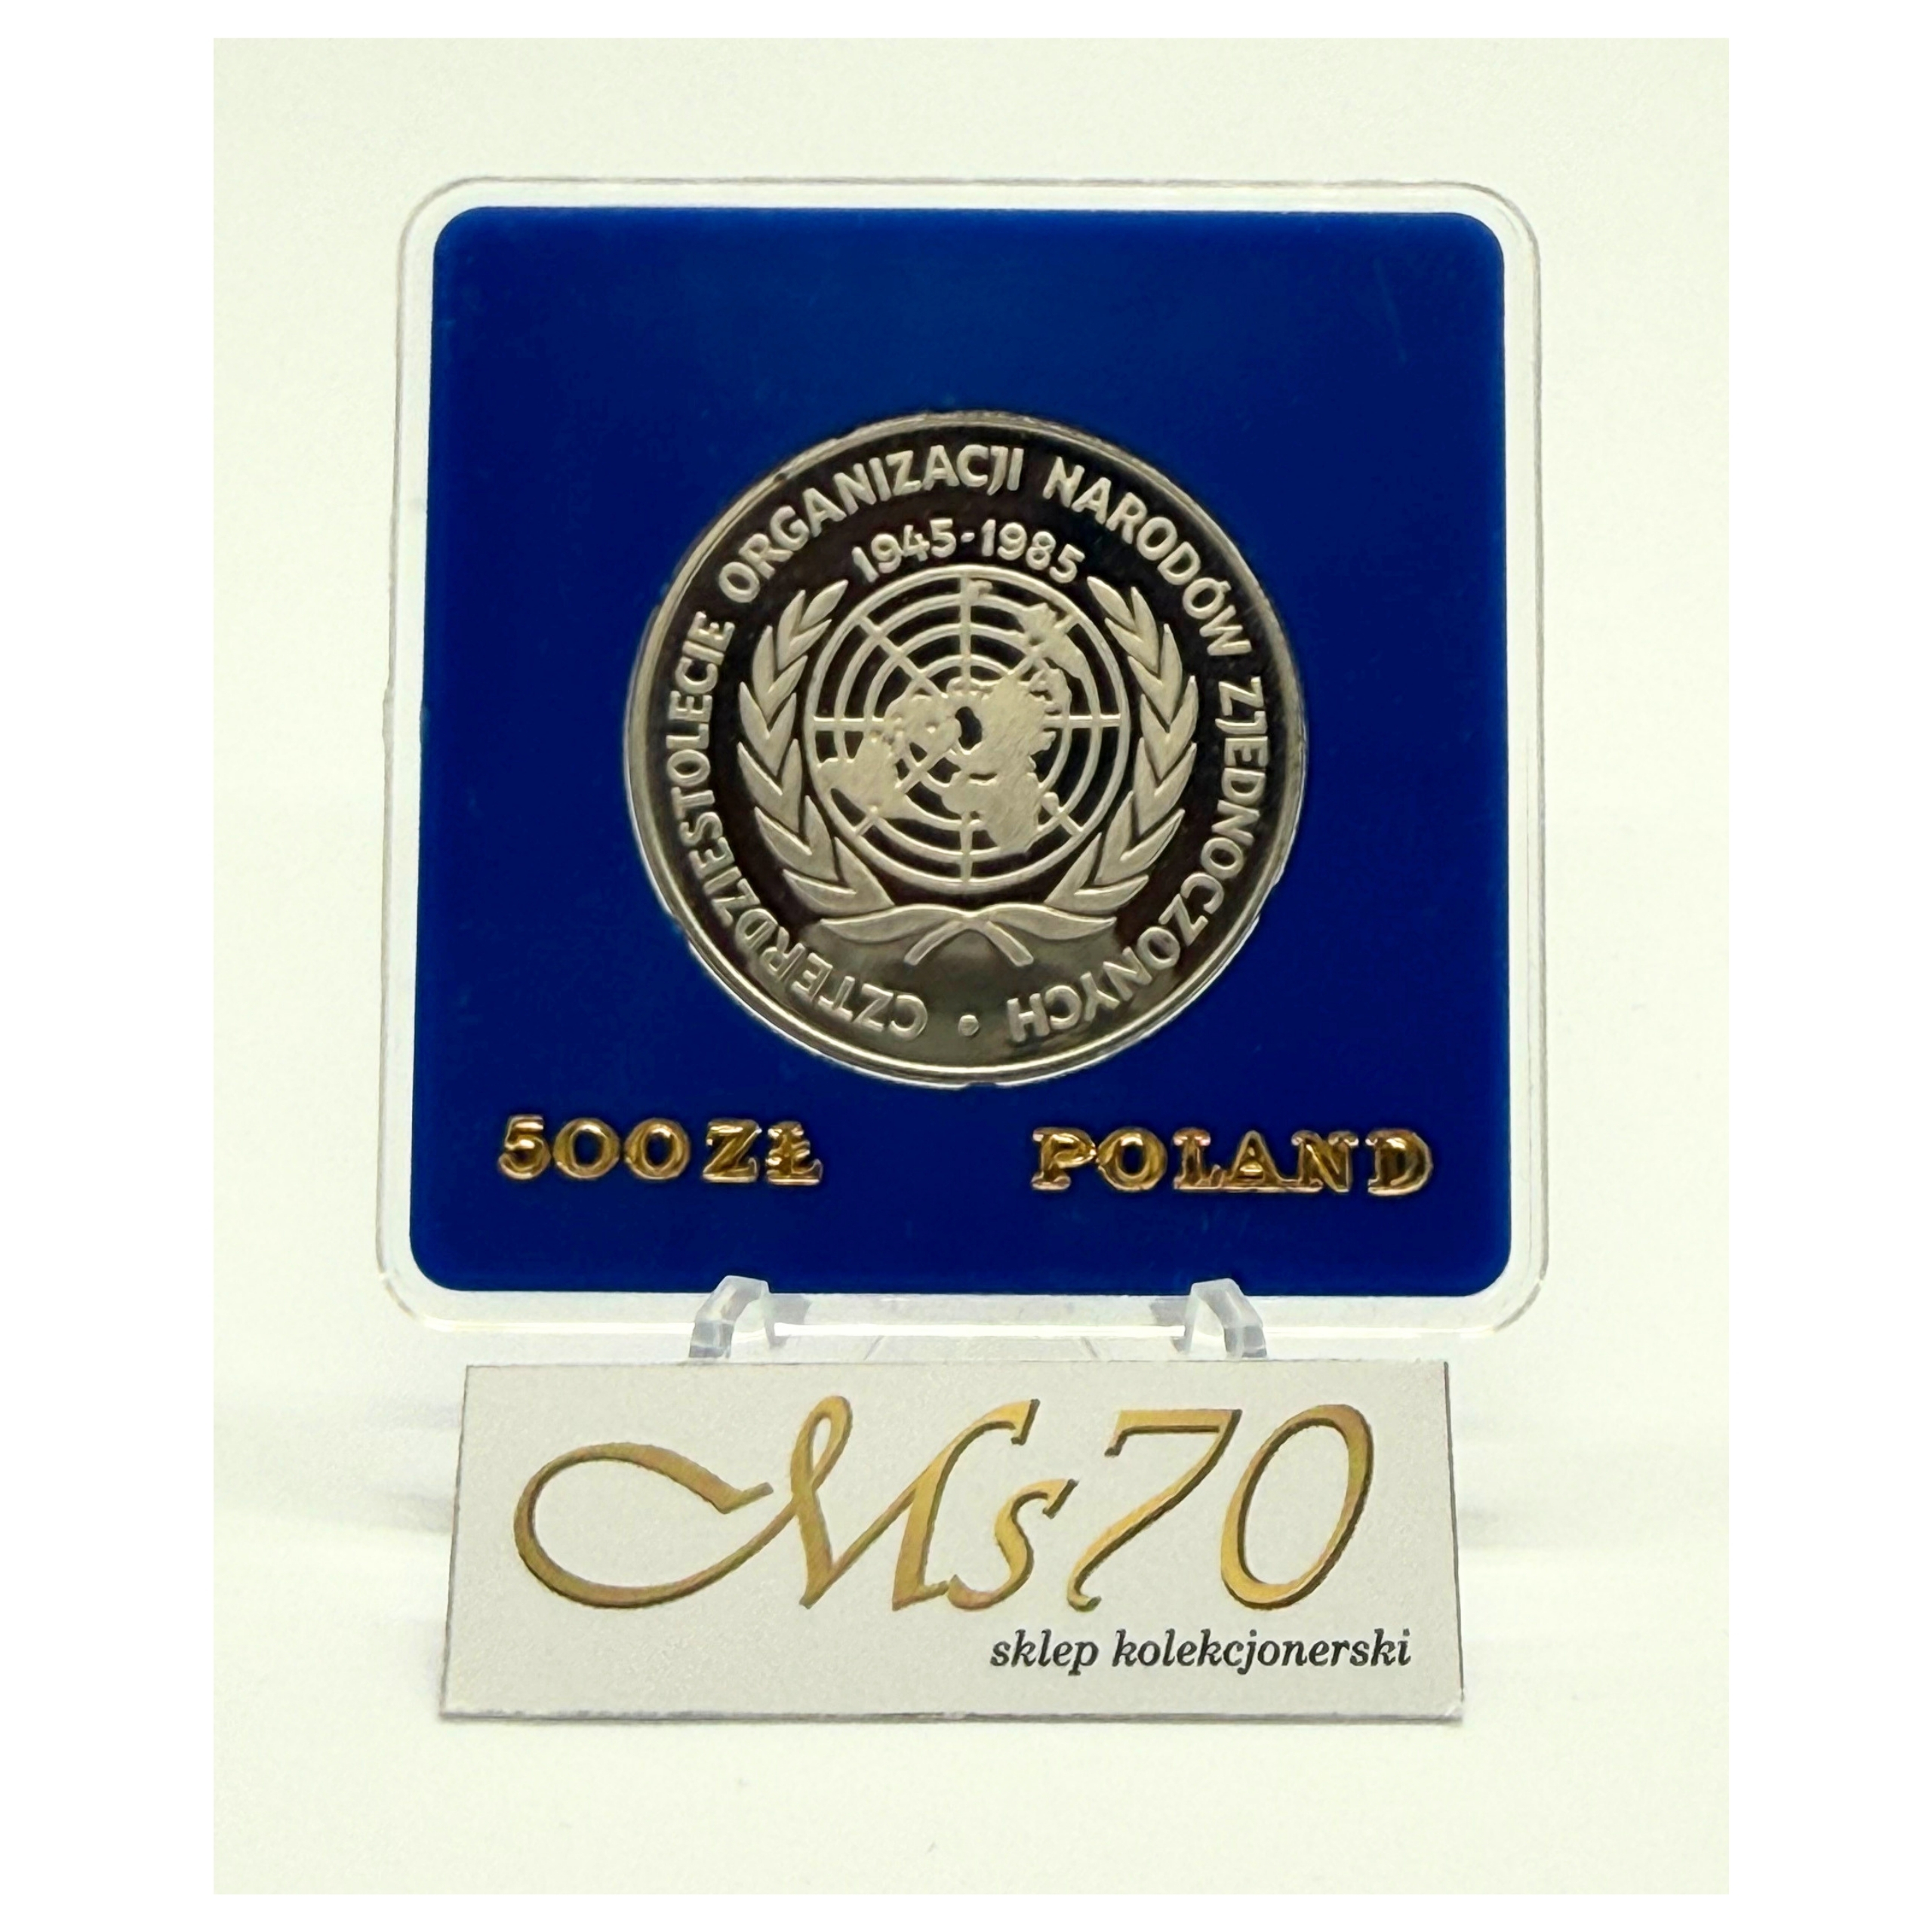 CZTERDZIESTOLECIE ORGANIZACJI NARODÓW ZJEDNOCZONYCH •
1945-1985
500 ZŁ POLAND
Ms70
sklep kolekcjonerski